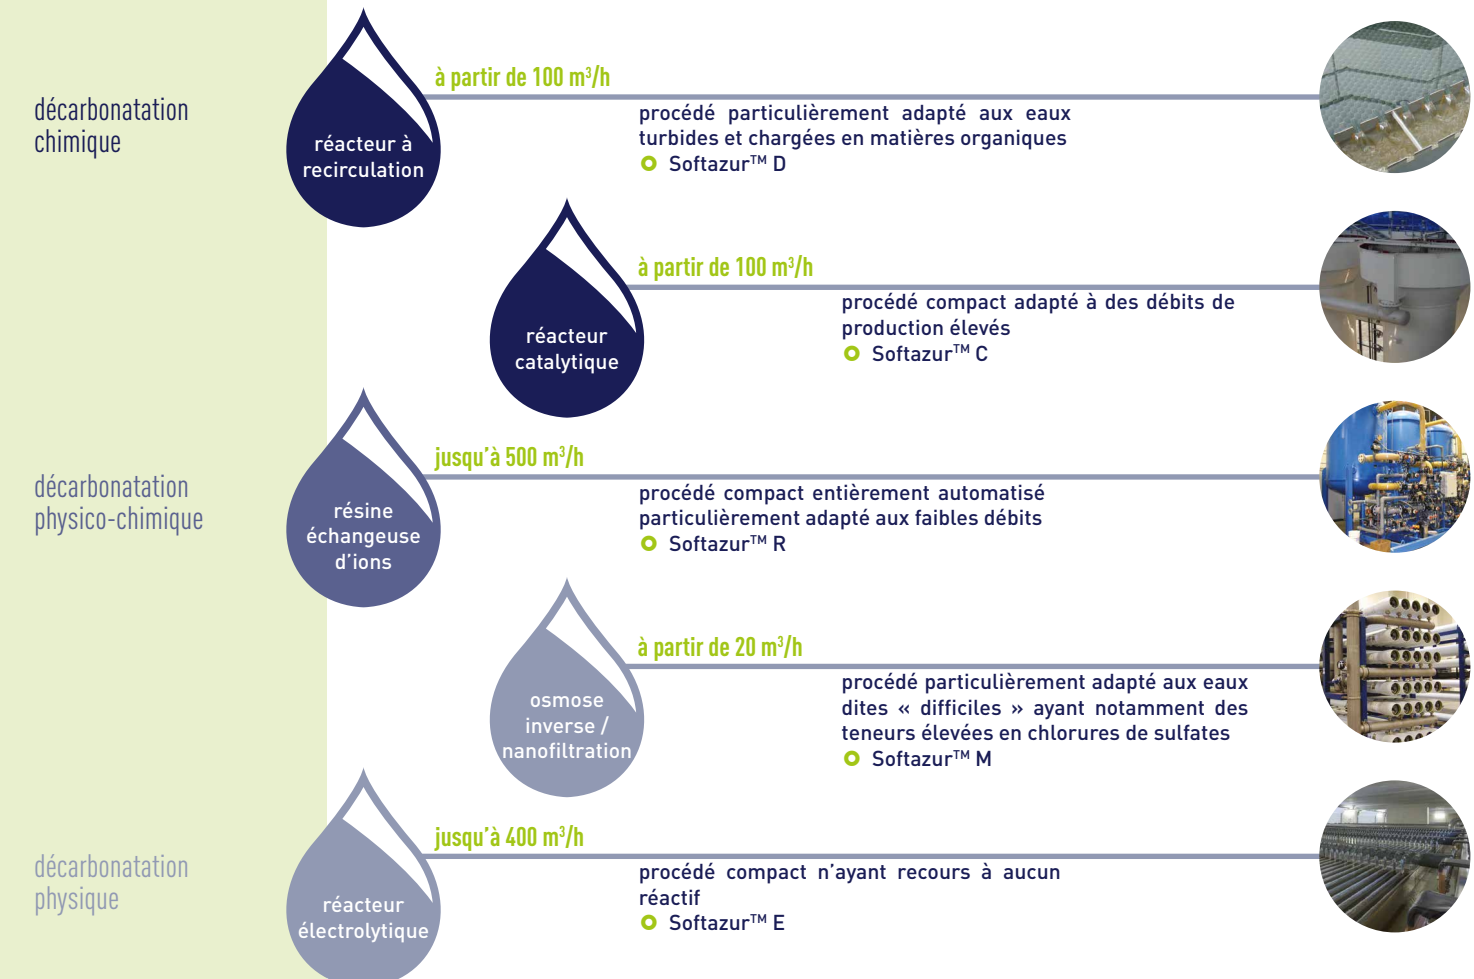 décarbonatation
chimique
réacteur à
recirculation
à partir de 100 m³/h
procédé particulièrement adapté aux eaux
turbides et chargées en matières organiques
Softazur™ D
réacteur
catalytique
à partir de 100 m³/h
procédé compact adapté à des débits de
production élevés
Softazur™ C
décarbonatation
physico-chimique
résine
échangeuse
d’ions
jusqu’à 500 m³/h
procédé compact entièrement automatisé
particulièrement adapté aux faibles débits
Softazur™ R
osmose
inverse /
nanofiltration
à partir de 20 m³/h
procédé particulièrement adapté aux eaux
dites « difficiles » ayant notamment des
teneurs élevées en chlorures de sulfates
Softazur™ M
décarbonatation
physique
réacteur
électrolytique
jusqu’à 400 m³/h
procédé compact n’ayant recours à aucun
réactif
Softazur™ E